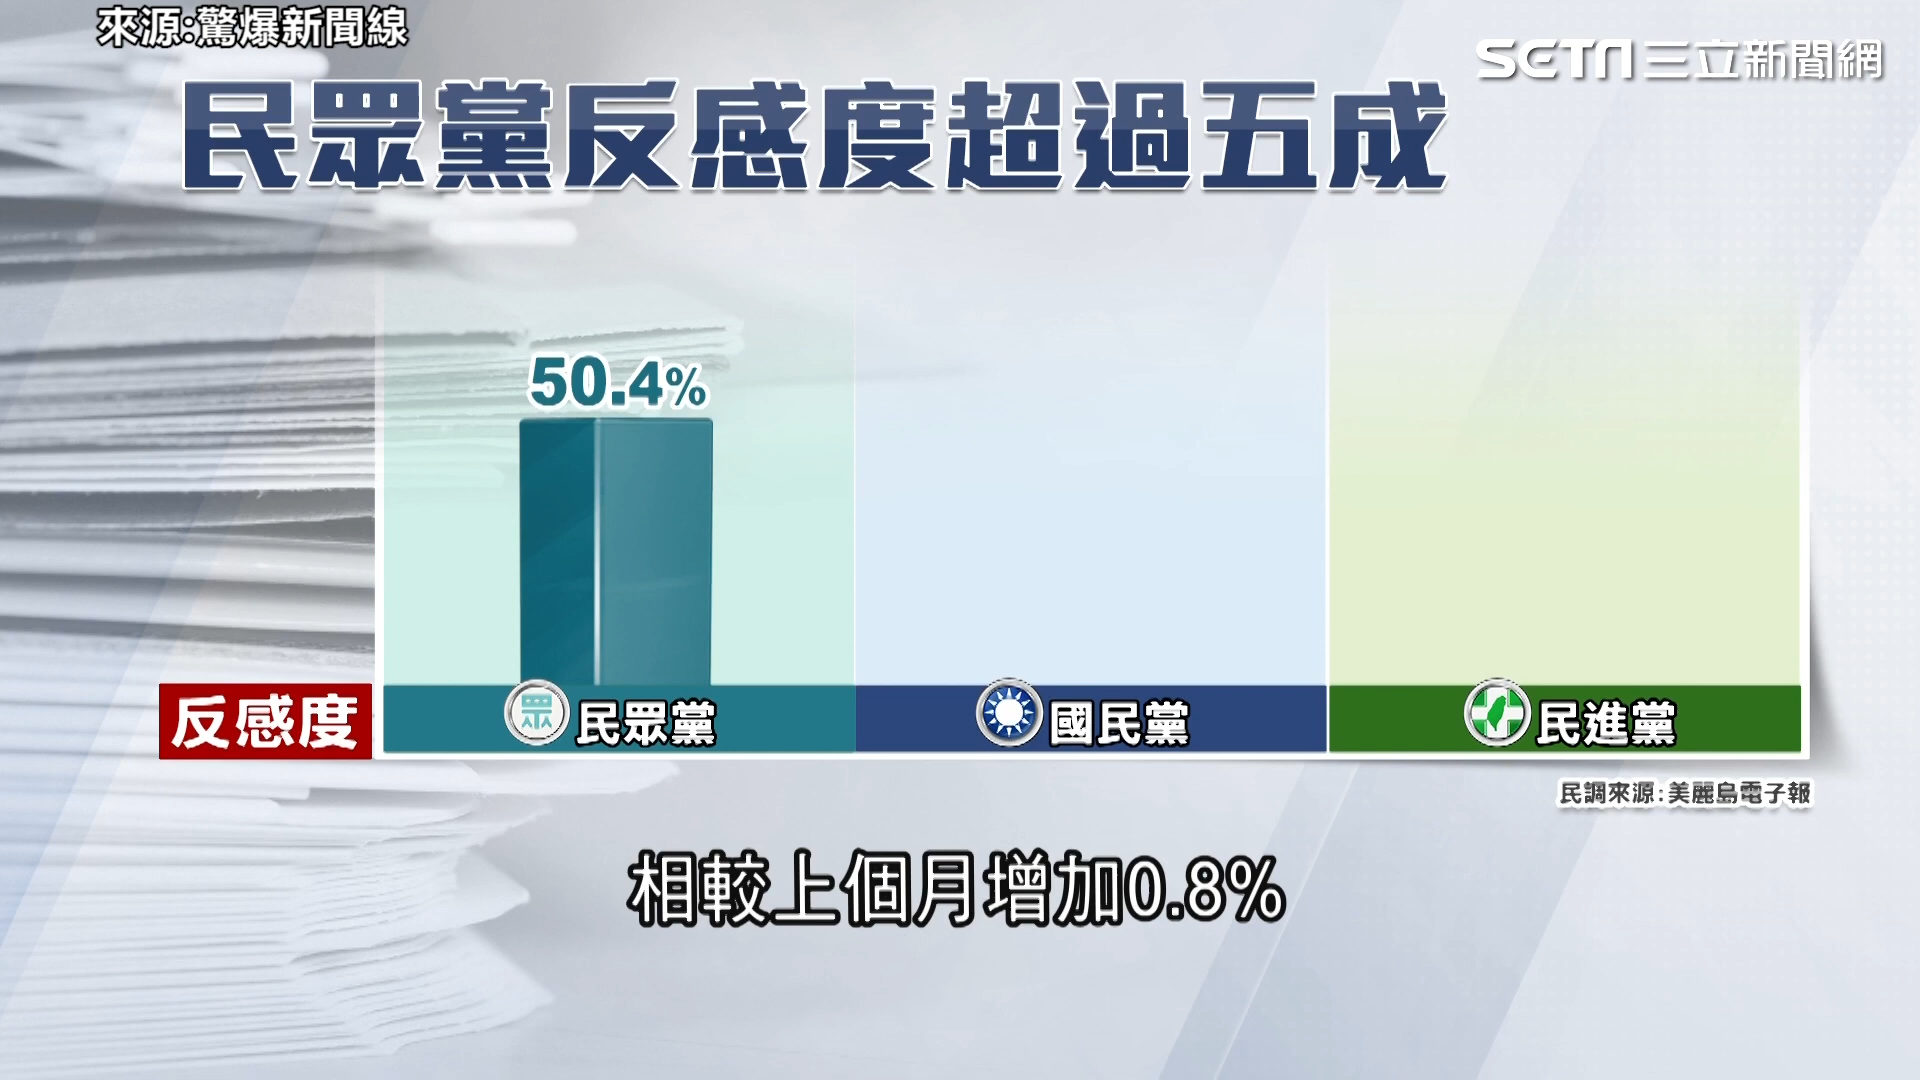 來源:驚爆新聞線
SETN三立新聞網
民眾黨反感度超過五成
50.4%
反感度
眾 民眾黨
國民黨
民進黨
民調來源:美麗島電子報
相較上個月增加0.8%